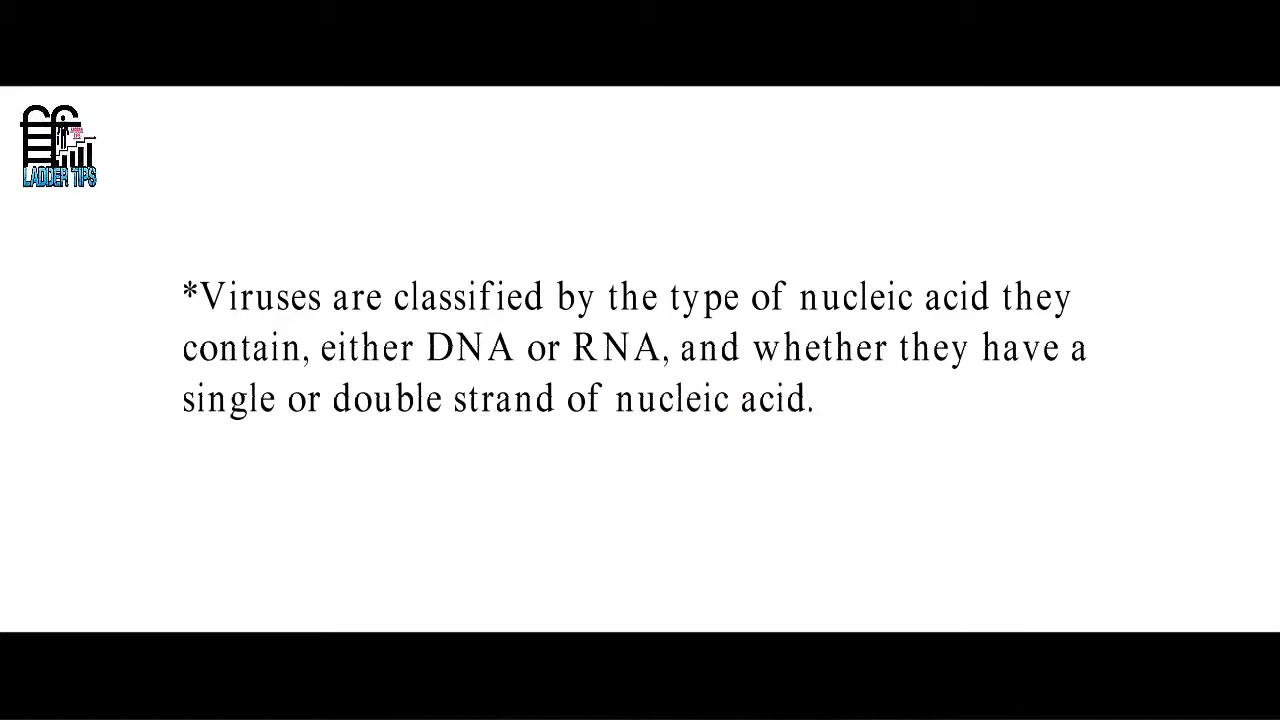 LADDER TIPS
*Viruses are classified by the type of nucleic acid they
contain, either DNA or RNA, and whether they have a
single or double strand of nucleic acid.